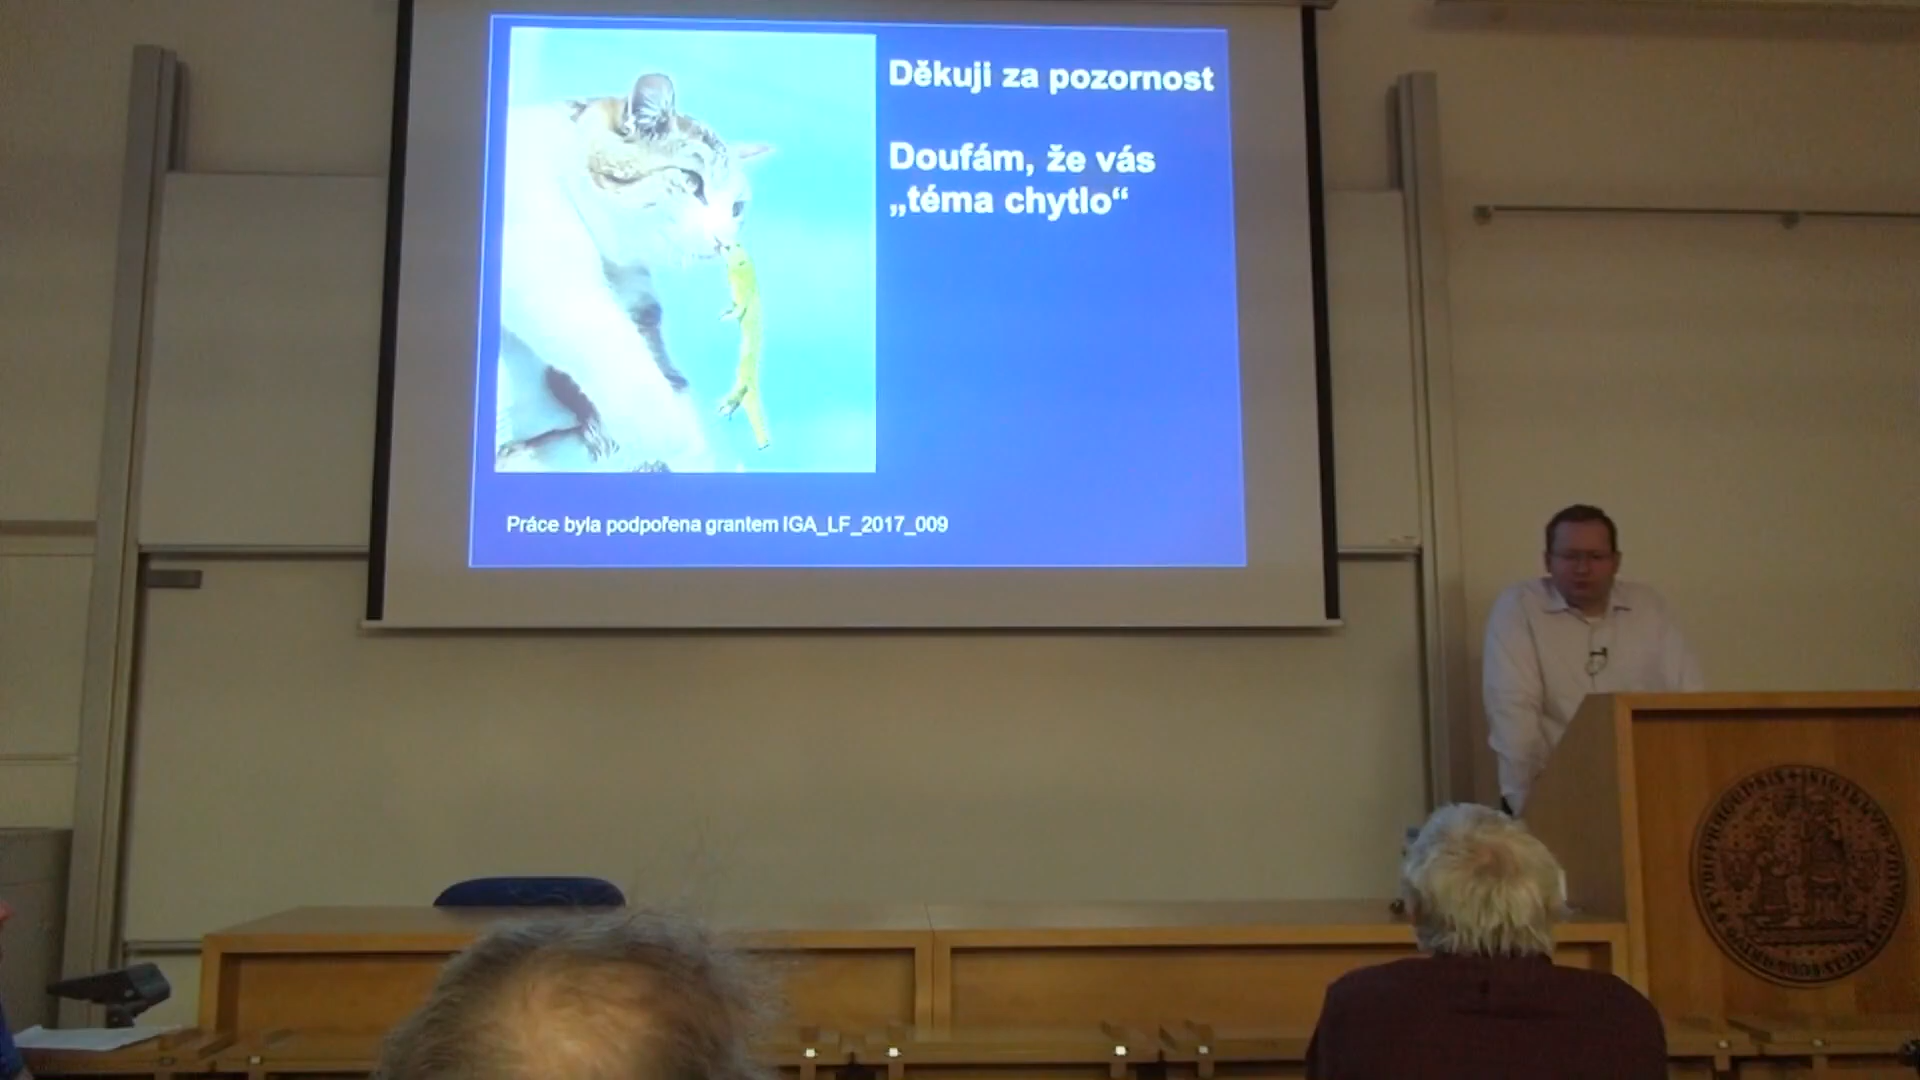 Děkuji za pozornost
Doufám, že vás
„téma chytlo“
Práce byla podpořena grantem IGA_LF_2017_009